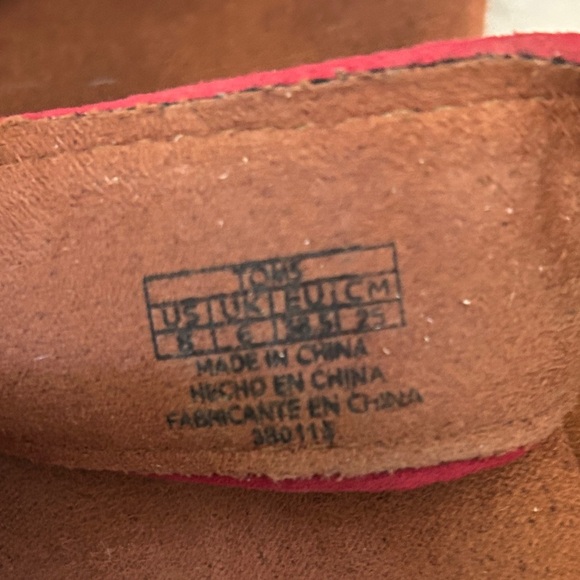 TOMS
US UK EU CM
8 6 38.5 25
MADE IN CHINA
HECHO EN CHINA
FABRICANTE EN CHINA